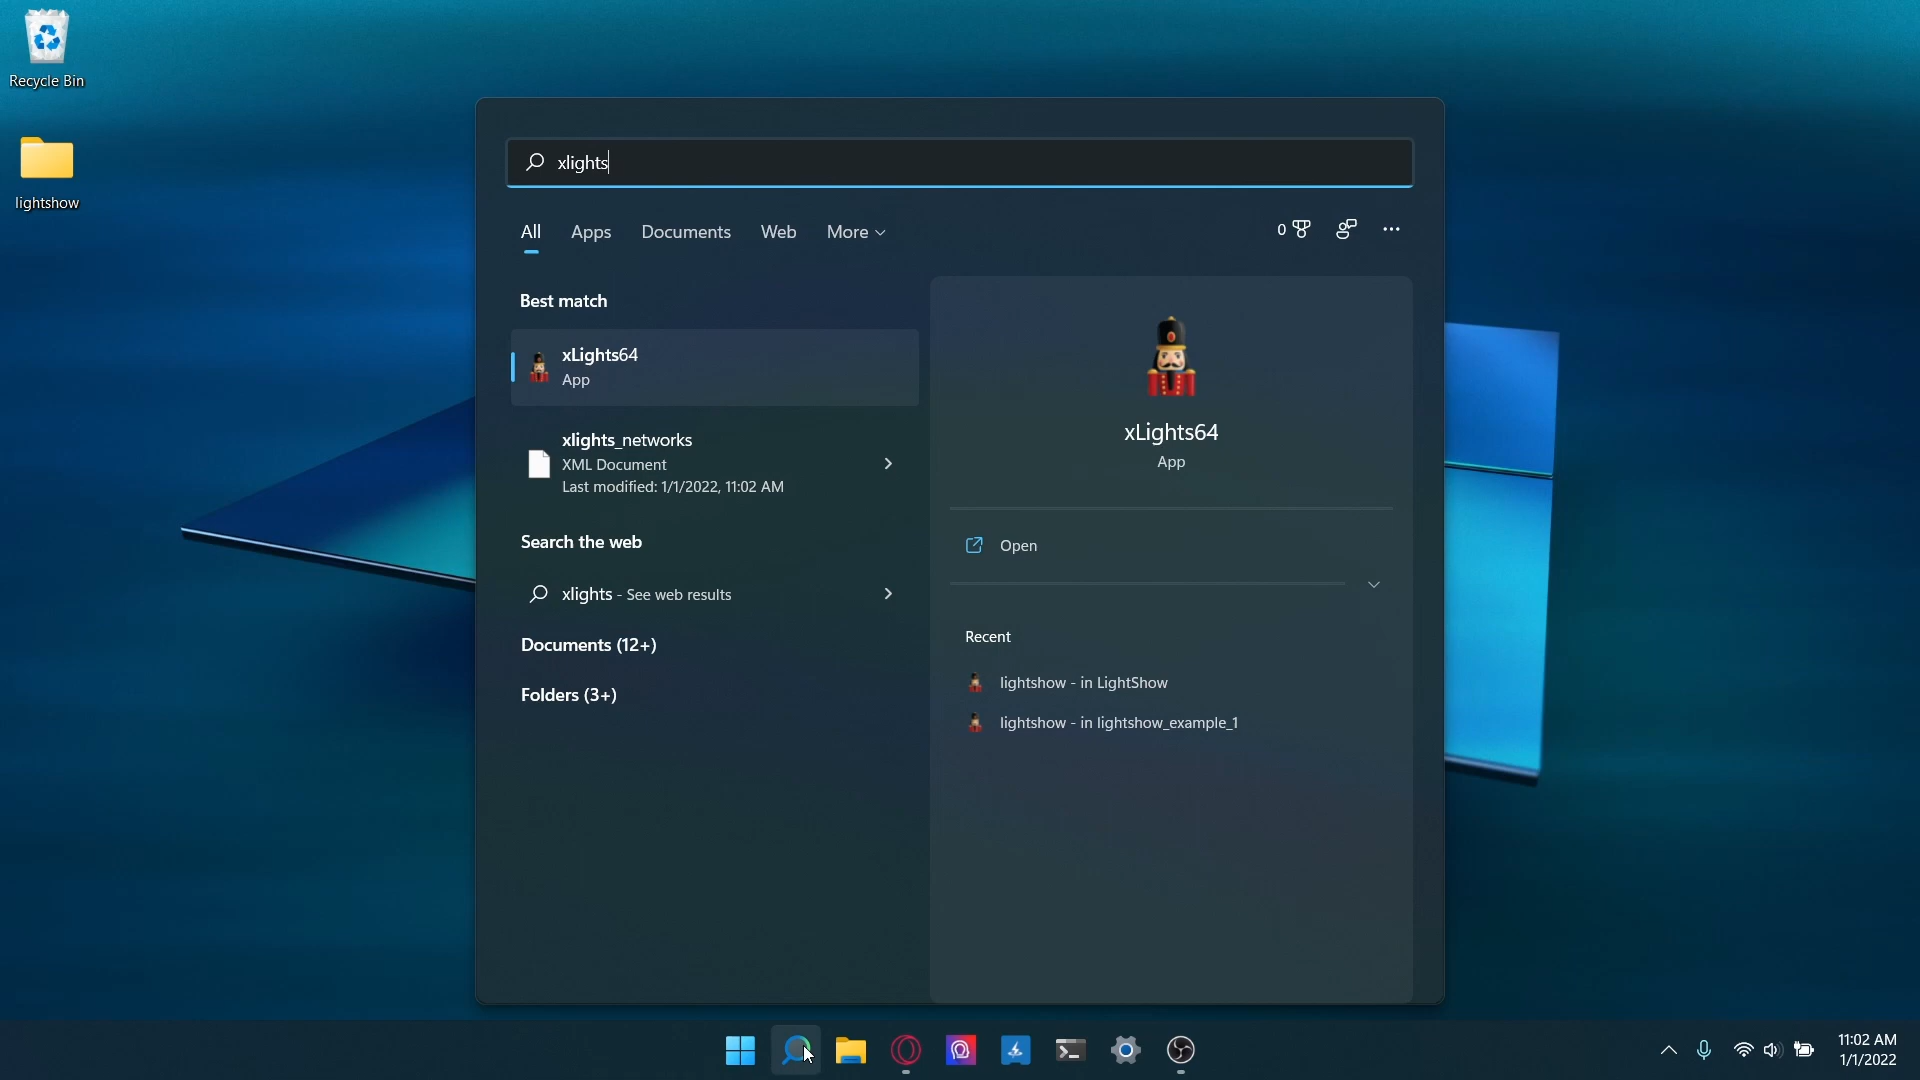 Recycle Bin
lightshow
xlights
All Apps Documents Web More
0
Best match
xLights64
App
xlights_networks
XML Document
Last modified: 1/1/2022, 11:02 AM
Search the web
xlights - See web results
Documents (12+)
Folders (3+)
xLights64
App
Open
Recent
lightshow - in LightShow
lightshow - in lightshow_example_1
11:02 AM
1/1/2022